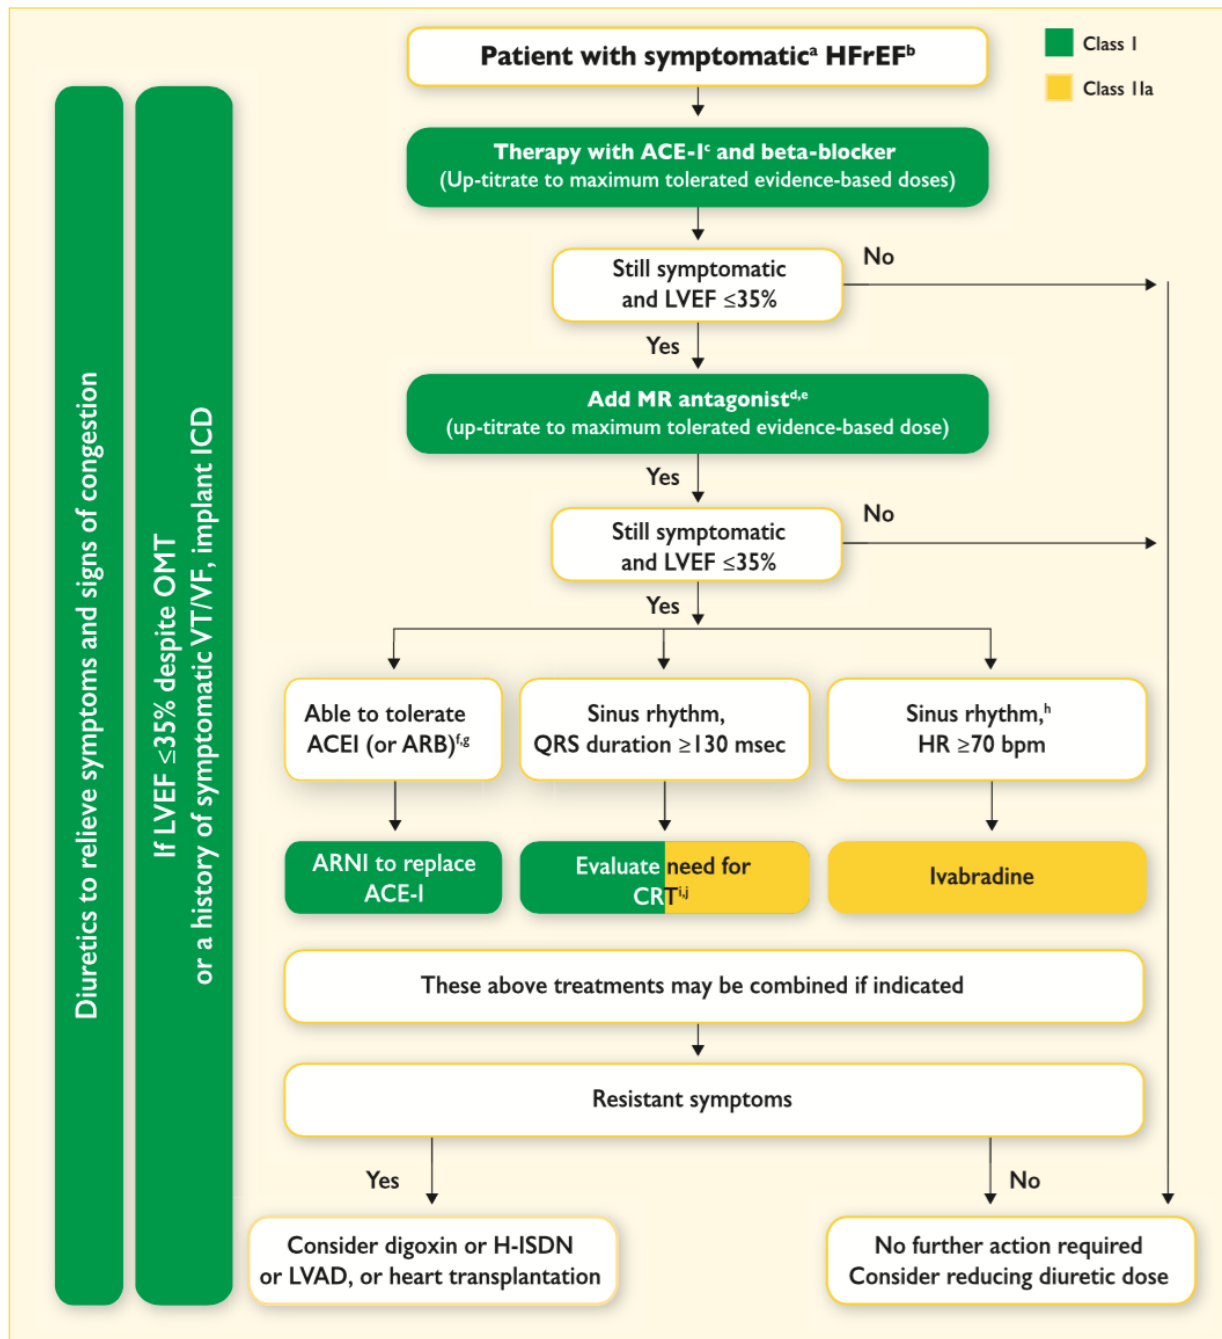 Patient with symptomaticᵃ HFrEFᵇ
Class I
Class IIa
Therapy with ACE-Iᶜ and beta-blocker
(Up-titrate to maximum tolerated evidence-based doses)
Still symptomatic
and LVEF ≤35%
No
Yes
Add MR antagonistᵈ,ᵉ
(up-titrate to maximum tolerated evidence-based dose)
Yes
Still symptomatic
and LVEF ≤35%
No
Yes
Able to tolerate
ACEI (or ARB)ᶠ,ᵍ
Sinus rhythm,
QRS duration ≥130 msec
Sinus rhythm,ʰ
HR ≥70 bpm
ARNI to replace
ACE-I
Evaluate need for
CRTⁱ,ʲ
Ivabradine
These above treatments may be combined if indicated
Resistant symptoms
Yes
No
Consider digoxin or H-ISDN
or LVAD, or heart transplantation
No further action required
Consider reducing diuretic dose
Diuretics to relieve symptoms and signs of congestion
If LVEF ≤35% despite OMT
or a history of symptomatic VT/VF, implant ICD